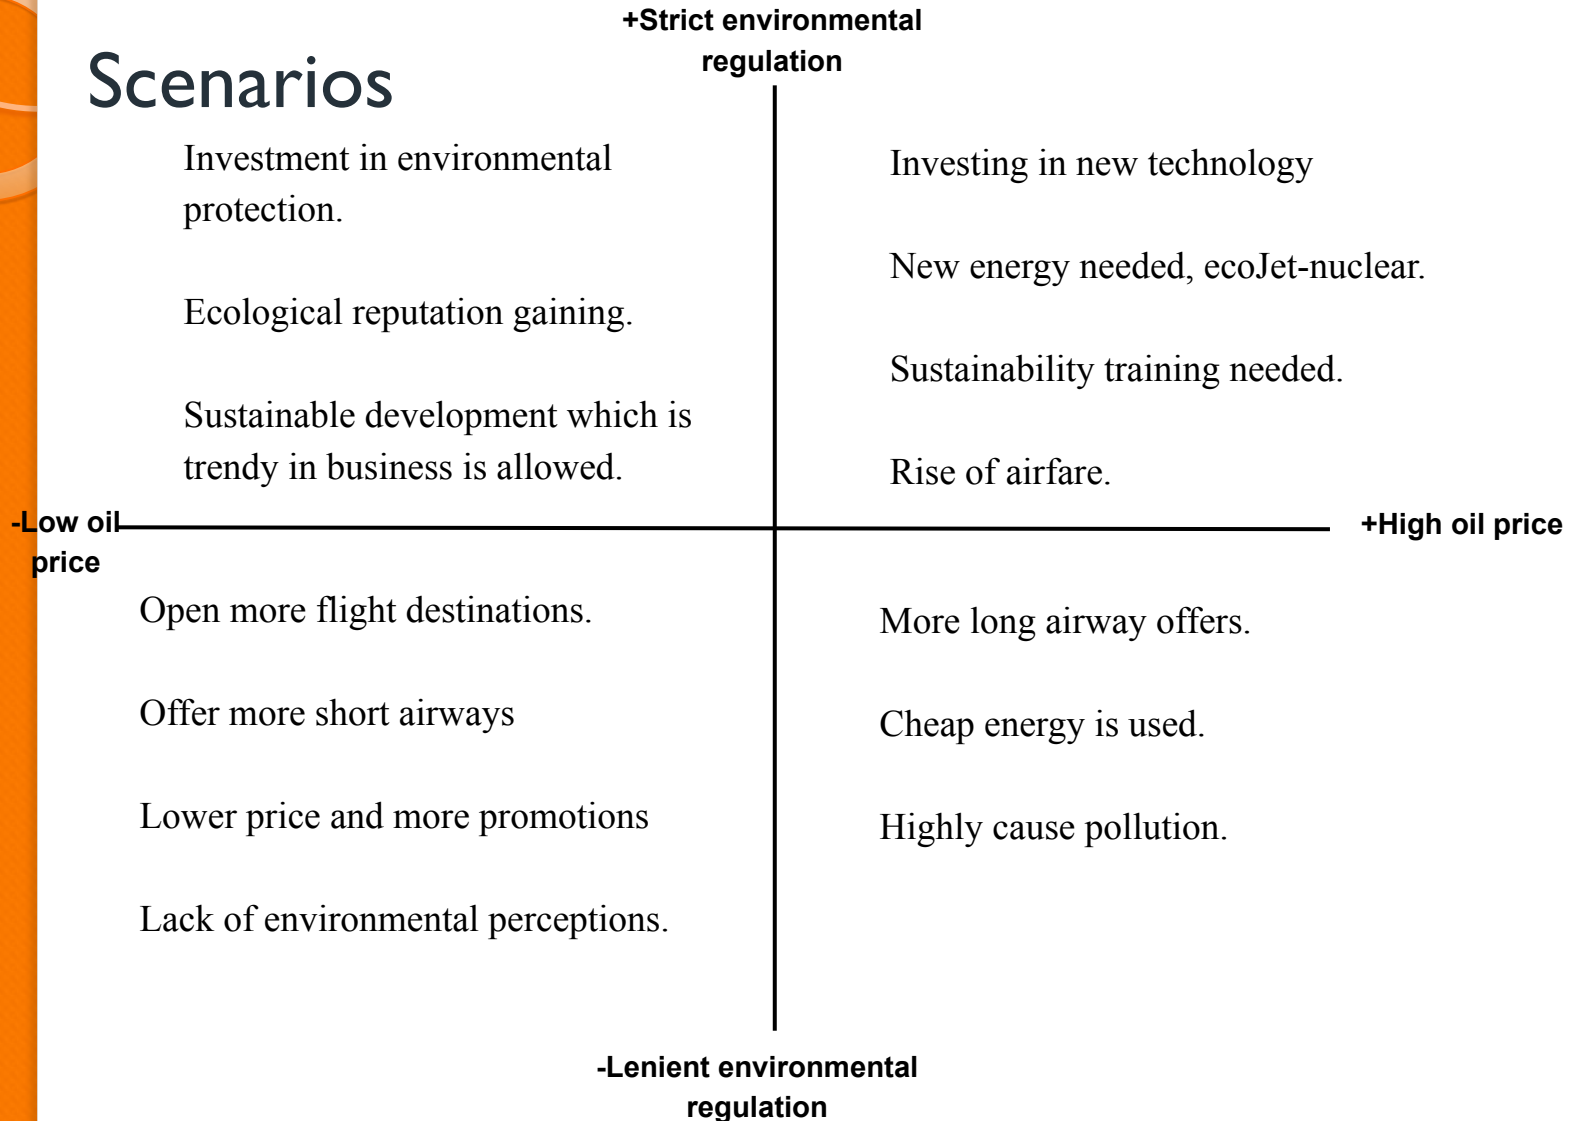 +Strict environmental
regulation
Scenarios
Investment in environmental
protection.
Ecological reputation gaining.
Sustainable development which is
trendy in business is allowed.
Investing in new technology
New energy needed, ecoJet-nuclear.
Sustainability training needed.
Rise of airfare.
-Low oil
price
+High oil price
Open more flight destinations.
Offer more short airways
Lower price and more promotions
Lack of environmental perceptions.
More long airway offers.
Cheap energy is used.
Highly cause pollution.
-Lenient environmental
regulation